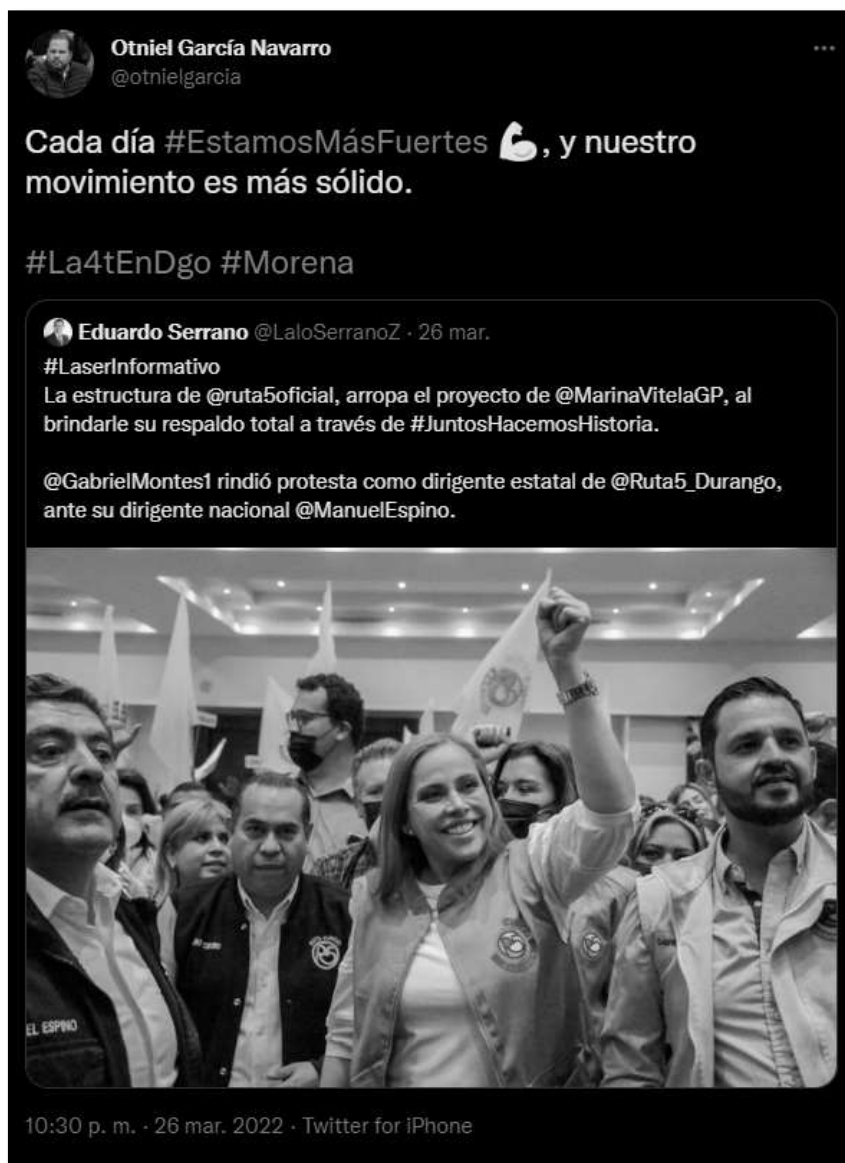 Otniel García Navarro
@otnielgarcia
Cada día #EstamosMásFuertes 💪, y nuestro
movimiento es más sólido.
#La4tEnDgo #Morena
Eduardo Serrano @LaloSerranoZ · 26 mar.
#LaserInformativo
La estructura de @ruta5oficial, arropa el proyecto de @MarinaVitelaGP, al
brindarle su respaldo total a través de #JuntosHacemosHistoria.
@GabrielMontes1 rindió protesta como dirigente estatal de @Ruta5_Durango,
ante su dirigente nacional @ManuelEspino.
EL ESPINO
10:30 p. m. · 26 mar. 2022 · Twitter for iPhone